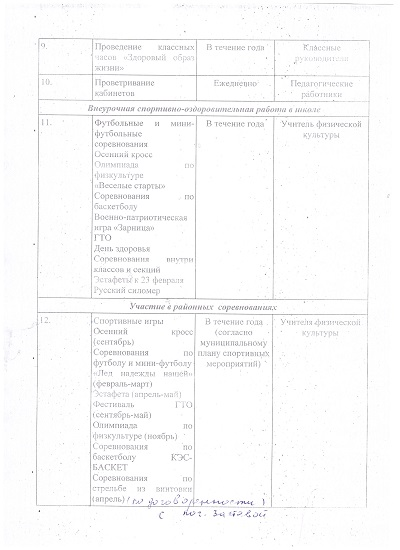 9. Проведение классных часов «Здоровый образ жизни» В течение года Классные руководители
10. Проветривание кабинетов Ежедневно Педагогические работники
Внеурочная спортивно-оздоровительная работа в школе
11. Футбольные и мини- В течение года Учитель физической
футбольные культуры
соревнования
Осенний кросс
Олимпиада по
физкультуре
«Веселые старты»
Соревнования по
баскетболу
Военно-патриотическая
игра «Зарница»
ГТО
День здоровья
Соревнования внутри
классов и секций
Эстафеты к 23 февраля
Русский силомер
Участие в районных соревнованиях
12. Спортивные игры В течение года Учителя физической
Осенний кросс (согласно культуры
(сентябрь) муниципальному
Соревнования по плану спортивных
футболу и мини-футболу мероприятий)
«Лед надежды нашей»
(февраль-март)
Эстафета (апрель-май)
Фестиваль ГТО
(сентябрь-май)
Олимпиада по
физкультуре (ноябрь)
Соревнования по
баскетболу КЭС-
БАСКЕТ
Соревнования по
стрельбе из винтовки
(апрель) (по договоренности)
с пог. заставой